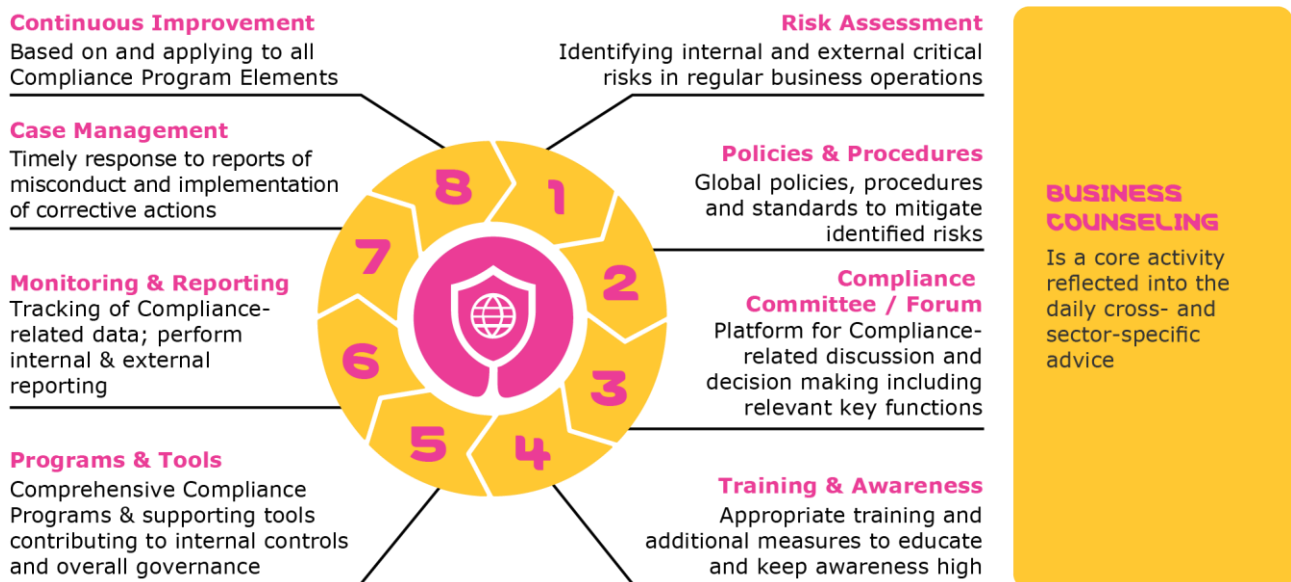 Continuous Improvement
Based on and applying to all
Compliance Program Elements
Case Management
Timely response to reports of
misconduct and implementation
of corrective actions
Monitoring & Reporting
Tracking of Compliance-
related data; perform
internal & external
reporting
Programs & Tools
Comprehensive Compliance
Programs & supporting tools
contributing to internal controls
and overall governance
8
1
7
2
6
3
5
4
Risk Assessment
Identifying internal and external critical
risks in regular business operations
Policies & Procedures
Global policies, procedures
and standards to mitigate
identified risks
Compliance
Committee / Forum
Platform for Compliance-
related discussion and
decision making including
relevant key functions
Training & Awareness
Appropriate training and
additional measures to educate
and keep awareness high
BUSINESS
COUNSELING
Is a core activity
reflected into the
daily cross- and
sector-specific
advice